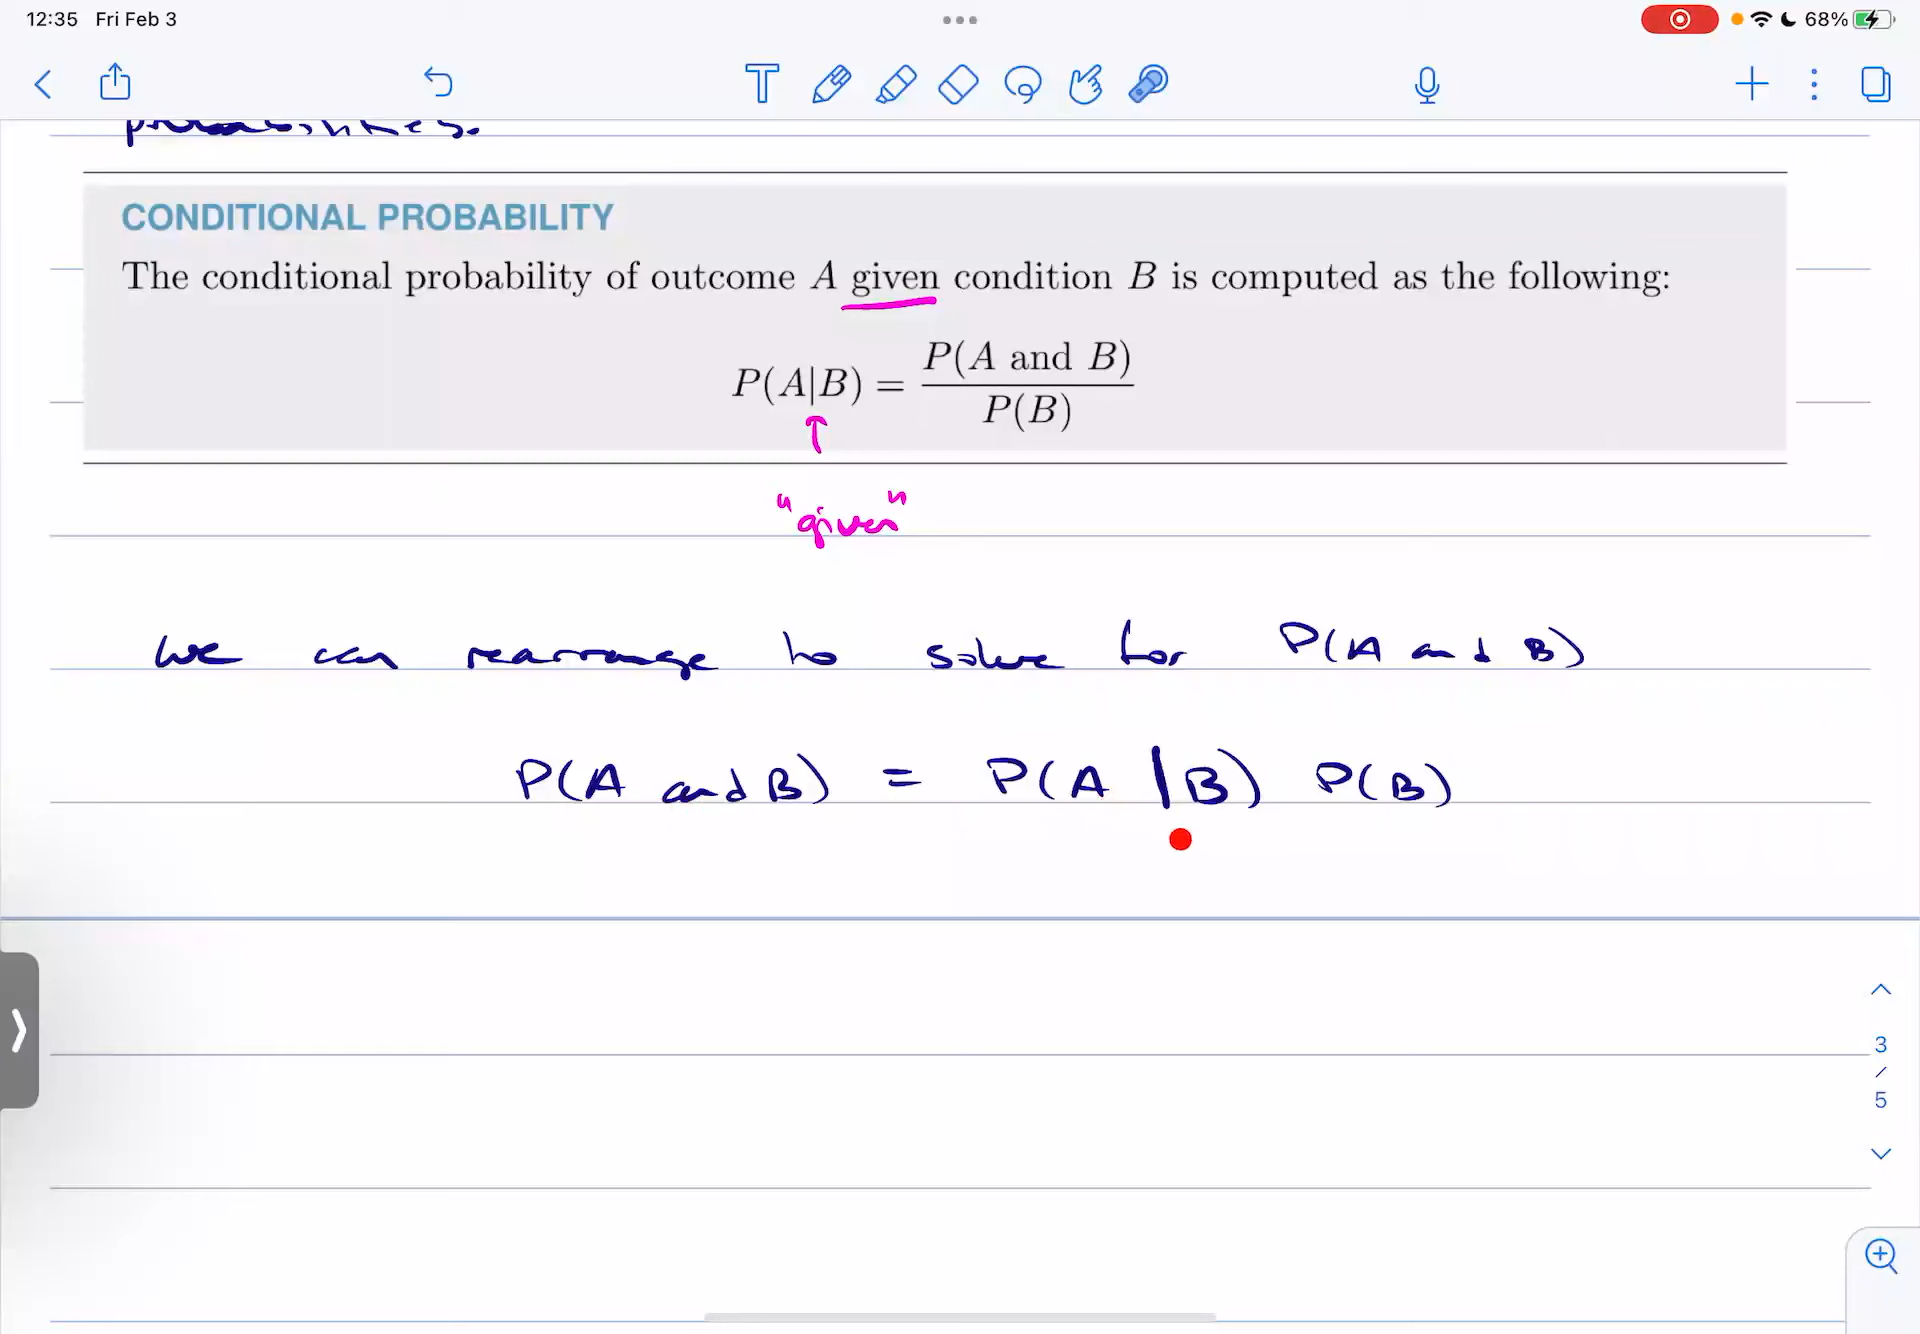 12:35 Fri Feb 3 68%
probabilities.
CONDITIONAL PROBABILITY
The conditional probability of outcome A given condition B is computed as the following:
P(A|B) = P(A and B) / P(B)
"given"
we can rearrange to solve for P(A and B)
P(A and B) = P(A | B) P(B)
3
/
5